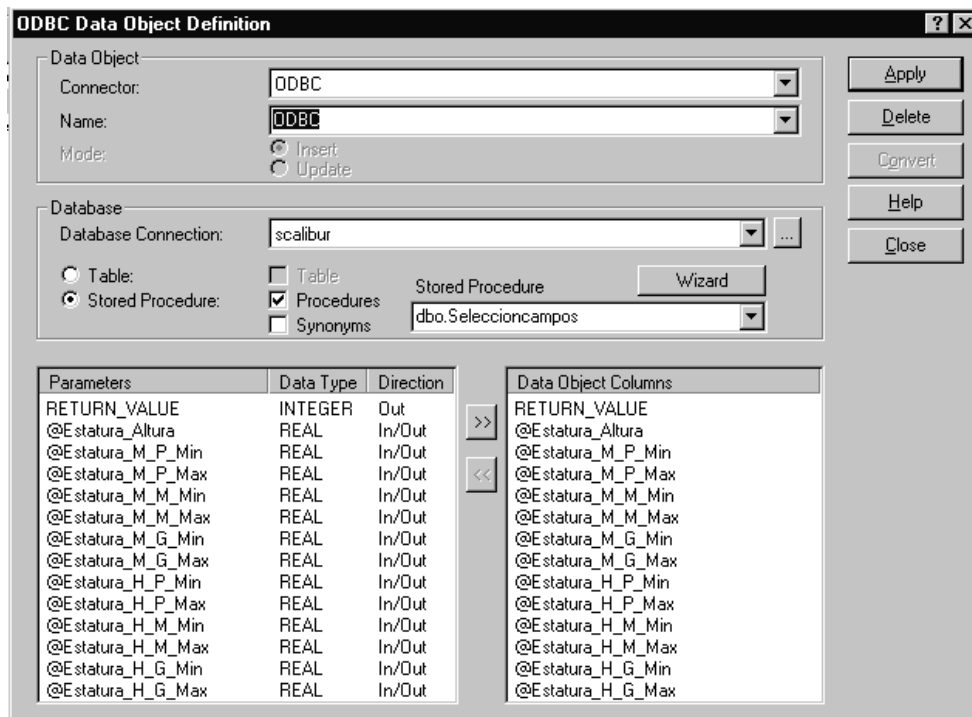 ODBC Data Object Definition
Data Object
Connector: ODBC
Name: ODBC
Mode: Insert
Update
Apply
Delete
Convert
Help
Close
Database
Database Connection: scalibur ...
Table: Table
Stored Procedure: Procedures
Synonyms
Stored Procedure Wizard
dbo.Seleccioncampos
Parameters Data Type Direction
RETURN_VALUE INTEGER Out
@Estatura_Altura REAL In/Out
@Estatura_M_P_Min REAL In/Out
@Estatura_M_P_Max REAL In/Out
@Estatura_M_M_Min REAL In/Out
@Estatura_M_M_Max REAL In/Out
@Estatura_M_G_Min REAL In/Out
@Estatura_M_G_Max REAL In/Out
@Estatura_H_P_Min REAL In/Out
@Estatura_H_P_Max REAL In/Out
@Estatura_H_M_Min REAL In/Out
@Estatura_H_M_Max REAL In/Out
@Estatura_H_G_Min REAL In/Out
@Estatura_H_G_Max REAL In/Out
>>
<<
Data Object Columns
RETURN_VALUE
@Estatura_Altura
@Estatura_M_P_Min
@Estatura_M_P_Max
@Estatura_M_M_Min
@Estatura_M_M_Max
@Estatura_M_G_Min
@Estatura_M_G_Max
@Estatura_H_P_Min
@Estatura_H_P_Max
@Estatura_H_M_Min
@Estatura_H_M_Max
@Estatura_H_G_Min
@Estatura_H_G_Max